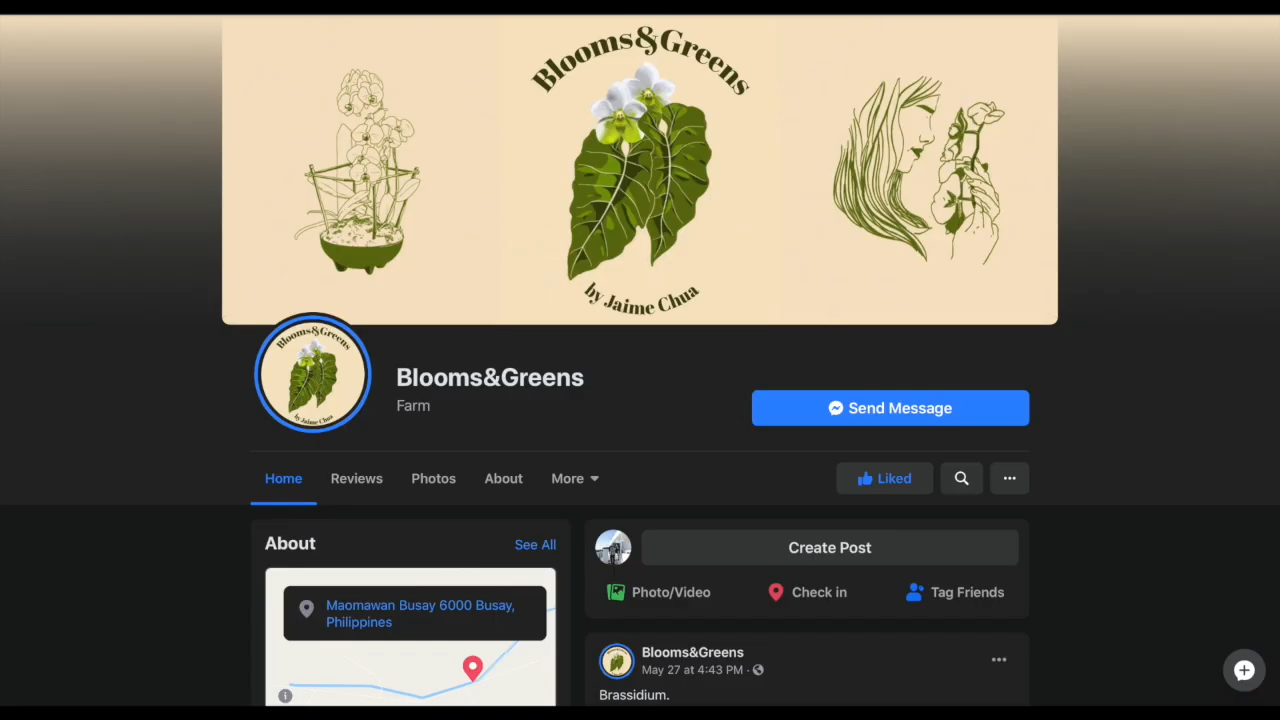 Blooms&Greens
by Jaime Chua
Blooms&Greens
by Jaime Chua
Blooms&Greens
Farm
Send Message
Home
Reviews
Photos
About
More
Liked
About
See All
Create Post
Photo/Video
Check in
Tag Friends
Maomawan Busay 6000 Busay,
Philippines
Blooms&Greens
May 27 at 4:43 PM ·
Brassidium.